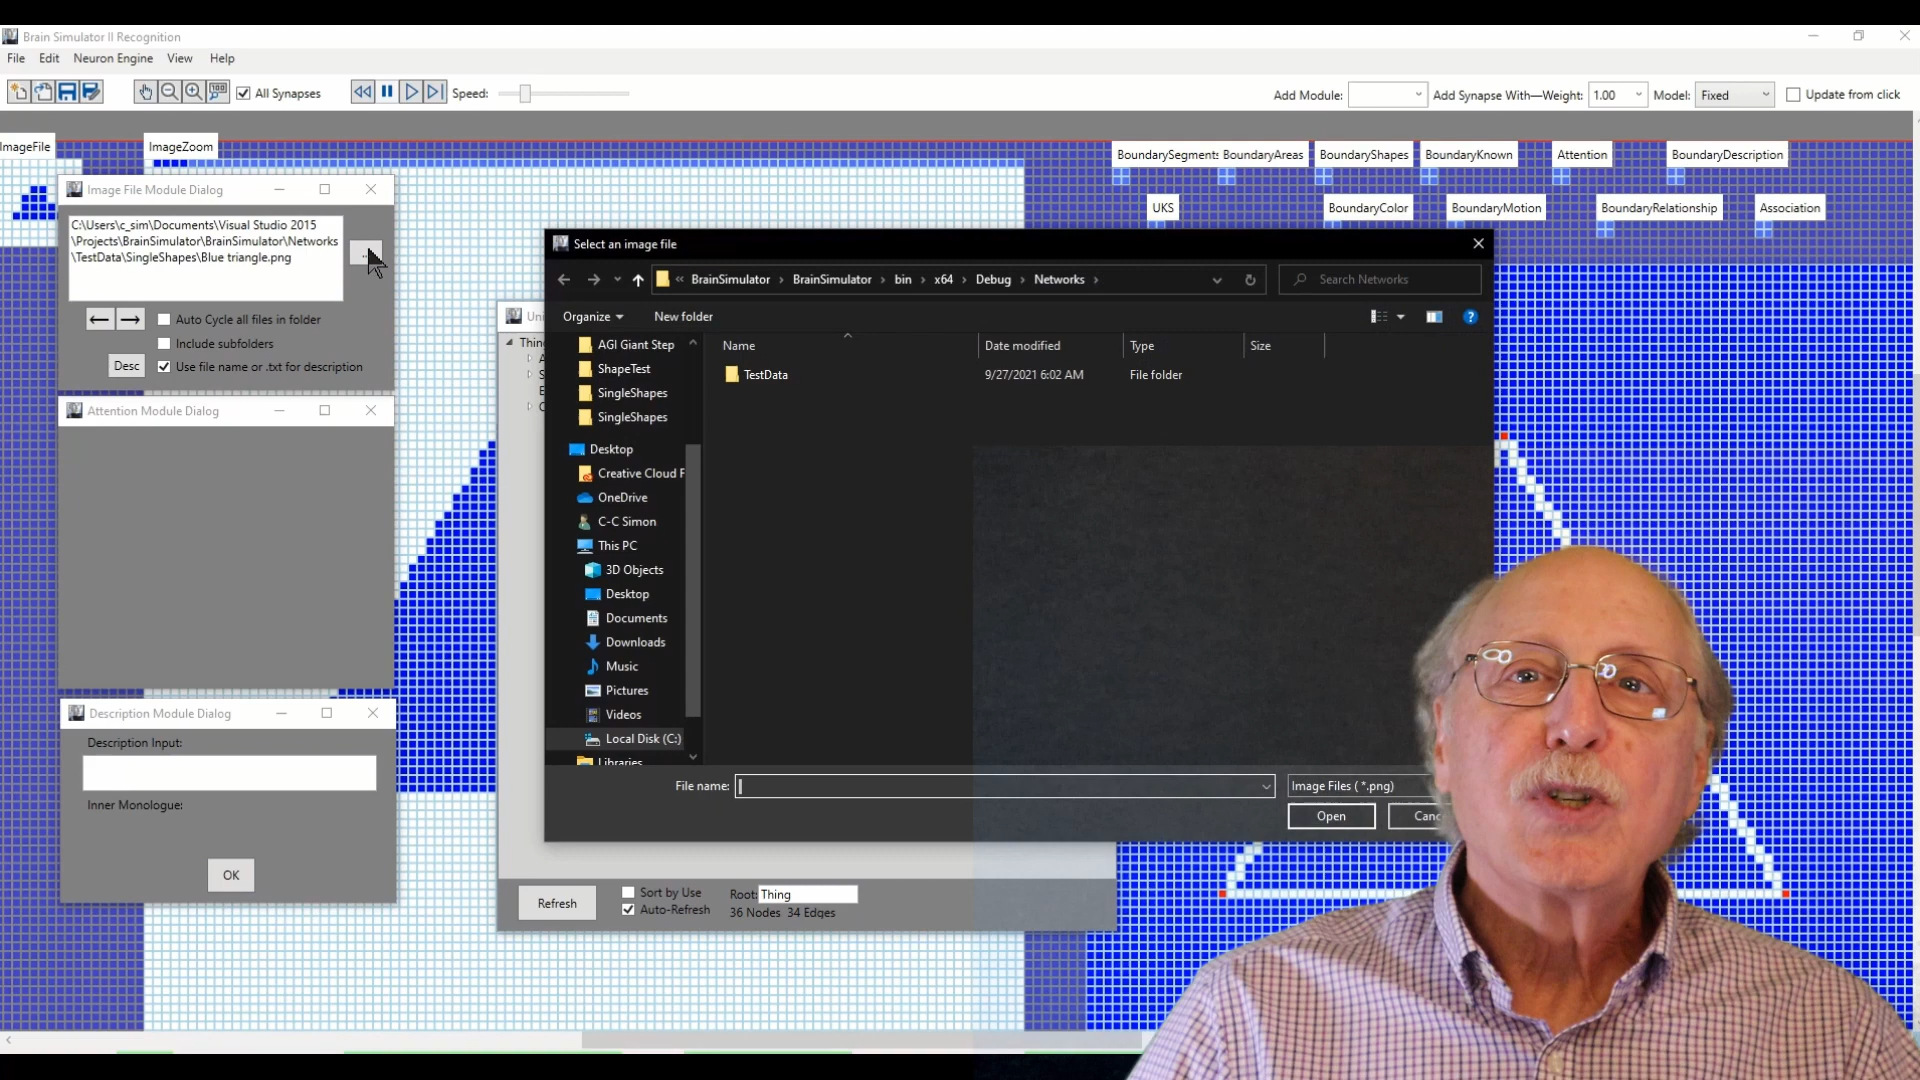 Brain Simulator II Recognition
File Edit Neuron Engine View Help
All Synapses
Speed:
Add Module:
Add Synapse With—Weight: 1.00
Model: Fixed
Update from click
ImageFile
ImageZoom
BoundarySegments BoundaryAreas BoundaryShapes BoundaryKnown Attention BoundaryDescription
UKS BoundaryColor BoundaryMotion BoundaryRelationship Association
Image File Module Dialog
C:\Users\c_sim\Documents\Visual Studio 2015
\Projects\BrainSimulator\BrainSimulator\Networks
\TestData\SingleShapes\Blue triangle.png
Auto Cycle all files in folder
Include subfolders
Desc
Use file name or .txt for description
Attention Module Dialog
Description Module Dialog
Description Input:
Inner Monologue:
OK
Select an image file
« BrainSimulator › BrainSimulator › bin › x64 › Debug › Networks ›
Search Networks
Organize New folder
AGI Giant Step
ShapeTest
SingleShapes
SingleShapes
Desktop
Creative Cloud F
OneDrive
C-C Simon
This PC
3D Objects
Desktop
Documents
Downloads
Music
Pictures
Videos
Local Disk (C:)
Libraries
Name Date modified Type Size
TestData 9/27/2021 6:02 AM File folder
File name:
Image Files ( *.png)
Open
Canc
Refresh
Sort by Use
Auto-Refresh
Root: Thing
36 Nodes 34 Edges